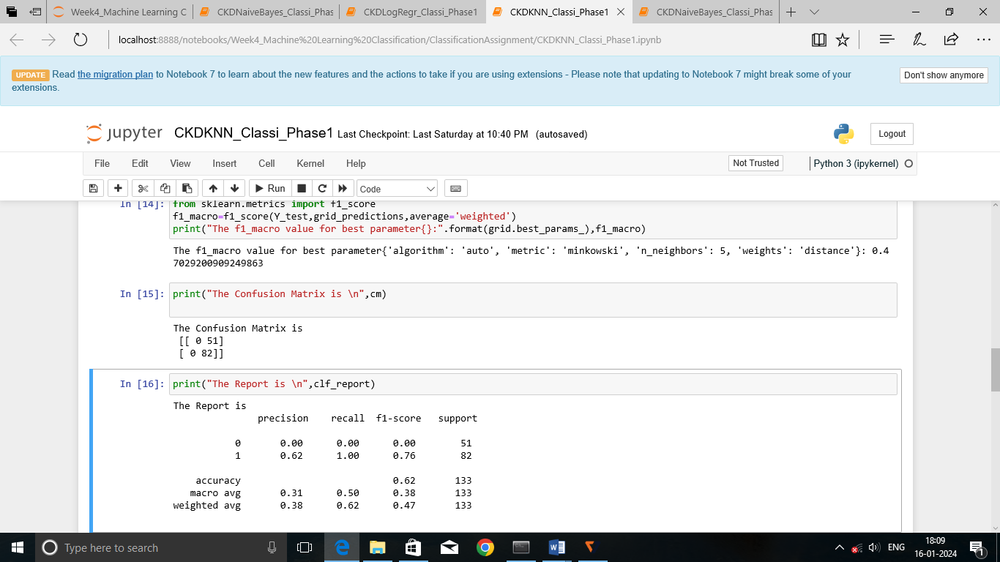 Week4_Machine Learning C
CKDNaiveBayes_Classi_Phas
CKDLogRegr_Classi_Phase1
CKDKNN_Classi_Phase1
CKDNaiveBayes_Classi_Phas
localhost:8888/notebooks/Week4_Machine%20Learning%20Classification/ClassificationAssignment/CKDKNN_Classi_Phase1.ipynb
UPDATE Read the migration plan to Notebook 7 to learn about the new features and the actions to take if you are using extensions - Please note that updating to Notebook 7 might break some of your
extensions.
Don't show anymore
jupyter CKDKNN_Classi_Phase1 Last Checkpoint: Last Saturday at 10:40 PM (autosaved)
Logout
File Edit View Insert Cell Kernel Help
Not Trusted
Python 3 (ipykernel)
Run
Code
In [14]: from sklearn.metrics import f1_score
f1_macro=f1_score(Y_test,grid_predictions,average='weighted')
print("The f1_macro value for best parameter{}:".format(grid.best_params_),f1_macro)
The f1_macro value for best parameter{'algorithm': 'auto', 'metric': 'minkowski', 'n_neighbors': 5, 'weights': 'distance'}: 0.4
7029200909249863
In [15]: print("The Confusion Matrix is \n",cm)
The Confusion Matrix is
[[ 0 51]
[ 0 82]]
In [16]: print("The Report is \n",clf_report)
The Report is
precision recall f1-score support
0 0.00 0.00 0.00 51
1 0.62 1.00 0.76 82
accuracy 0.62 133
macro avg 0.31 0.50 0.38 133
weighted avg 0.38 0.62 0.47 133
Type here to search
ENG
18:09
16-01-2024
1